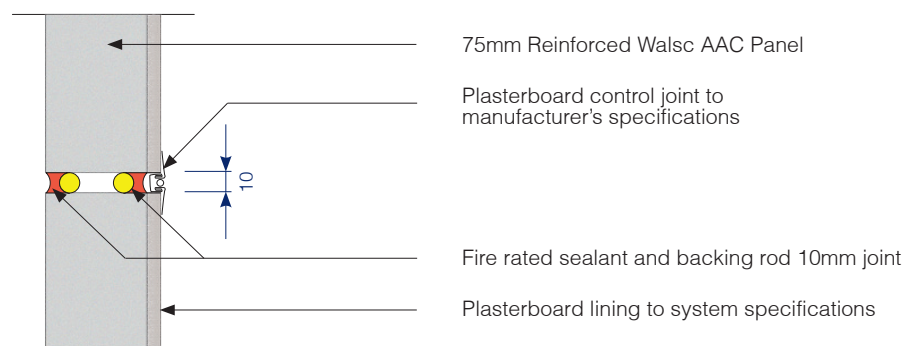 75mm Reinforced Walsc AAC Panel
Plasterboard control joint to
manufacturer's specifications
10
Fire rated sealant and backing rod 10mm joint
Plasterboard lining to system specifications